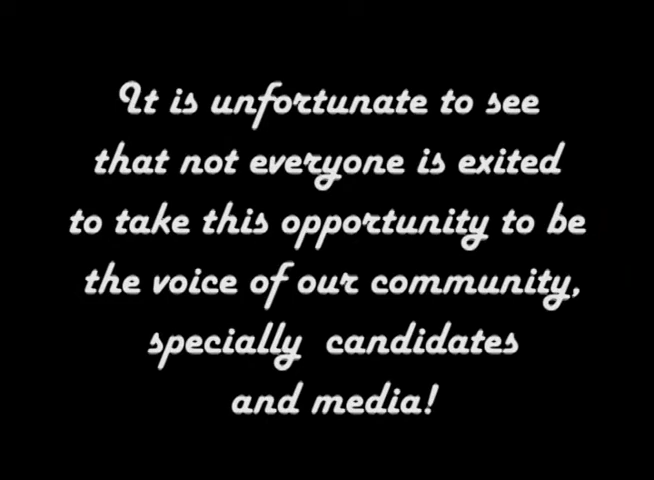 It is unfortunate to see
that not everyone is exited
to take this opportunity to be
the voice of our community,
specially candidates
and media!